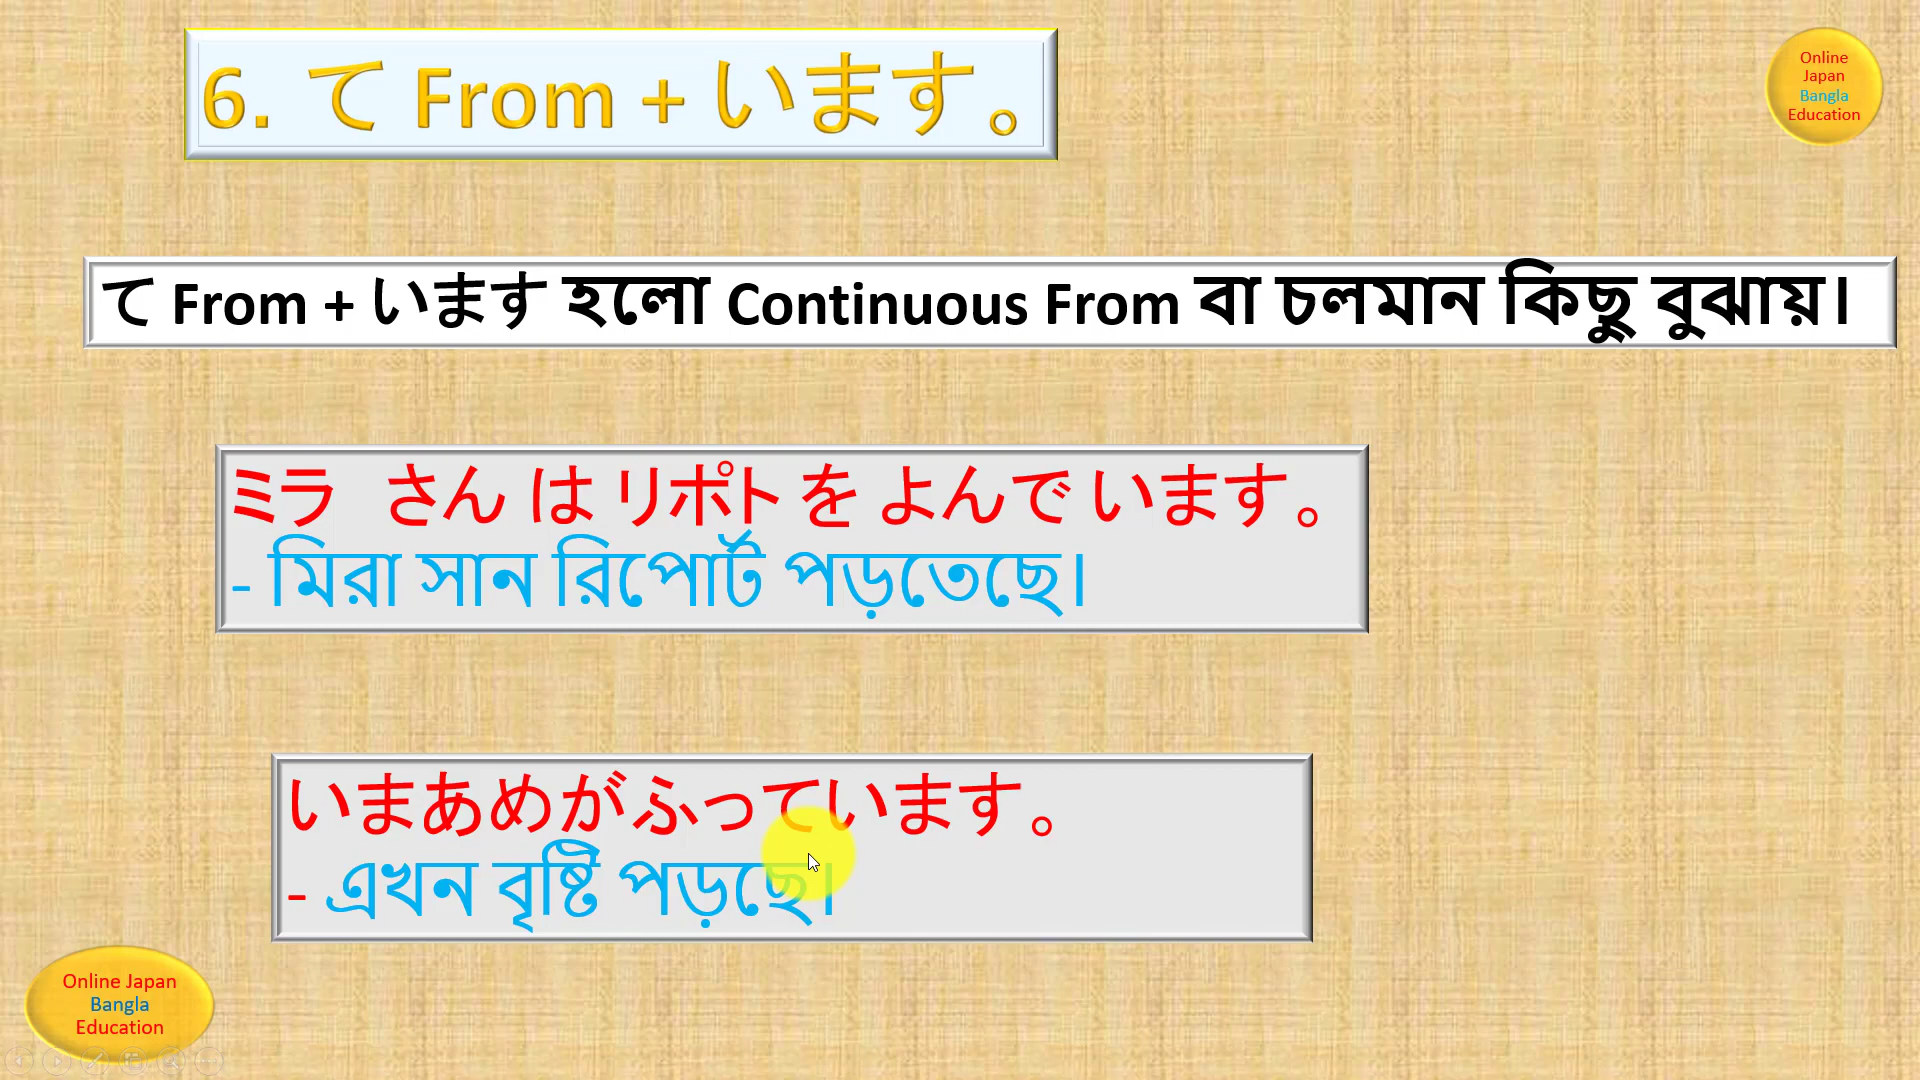 6. て From + います。
Online
Japan
Bangla
Education
て From + います হলো Continuous From বা চলমান কিছু বুঝায়।
ミラ　さん は リポト を よんで います。
- মিরা সান রিপোর্ট পড়তেছে।
いまあめがふっています。
- এখন বৃষ্টি পড়ছে।
Online Japan
Bangla
Education